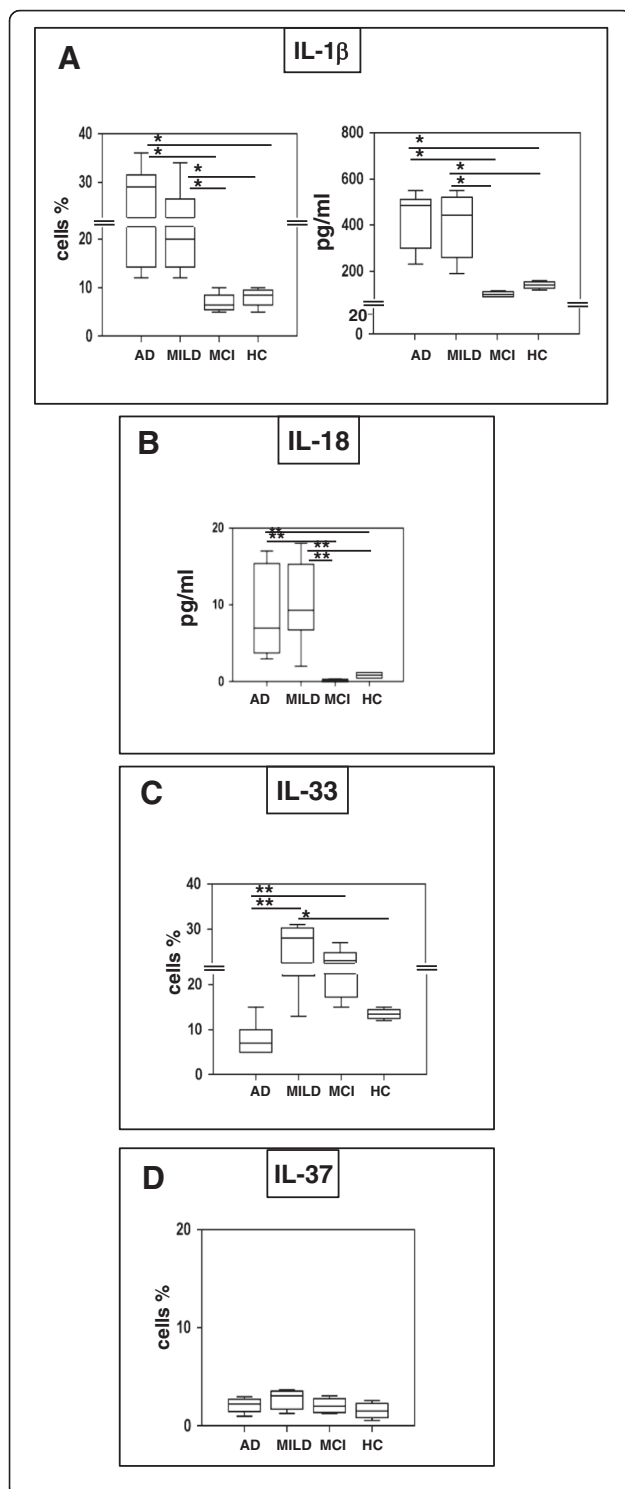 A
IL-1β
cells %
40
30
20
10
0
* * * *
AD MILD MCI HC
pg/ml
800
600
400
200
20
0
* * * *
AD MILD MCI HC
B
IL-18
pg/ml
20
10
0
** ** ** **
AD MILD MCI HC
C
IL-33
cells %
40
30
20
10
0
** ** *
AD MILD MCI HC
D
IL-37
cells %
20
10
0
AD MILD MCI HC